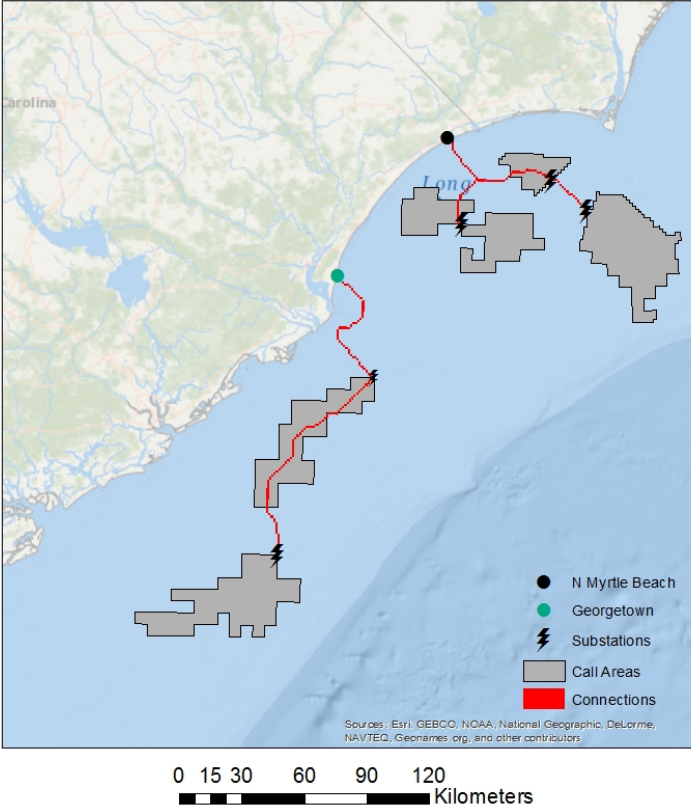 Carolina
Long
N Myrtle Beach
Georgetown
Substations
Call Areas
Connections
Sources: Esri, GEBCO, NOAA, National Geographic, DeLorme,
NAVTEQ, Geonames.org, and other contributors
0 15 30 60 90 120
Kilometers